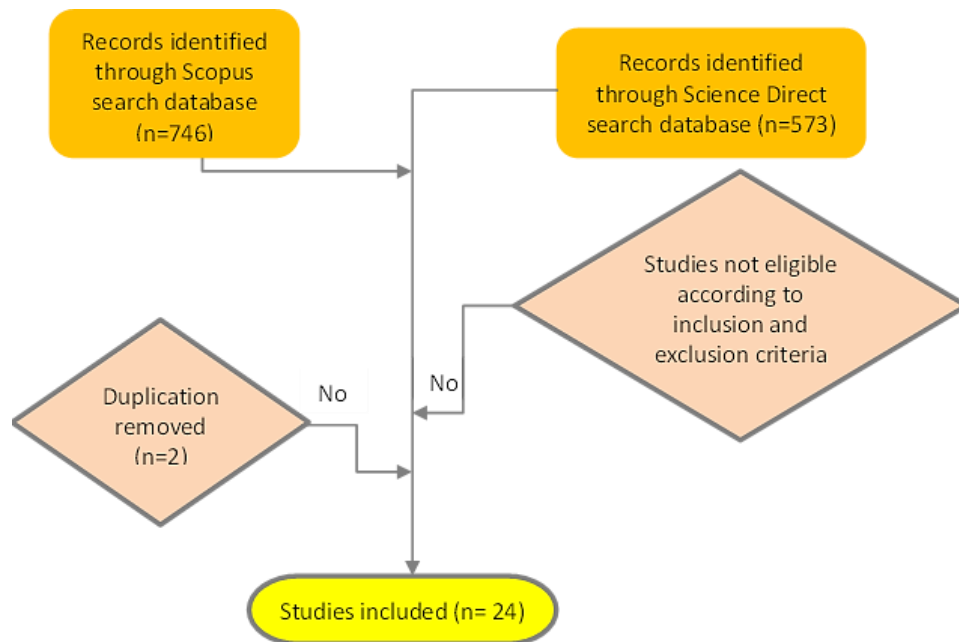 Records identified
through Scopus
search database
(n=746)
Records identified
through Science Direct
search database (n=573)
Studies not eligible
according to
inclusion and
exclusion criteria
No
No
Duplication
removed
(n=2)
Studies included (n= 24)